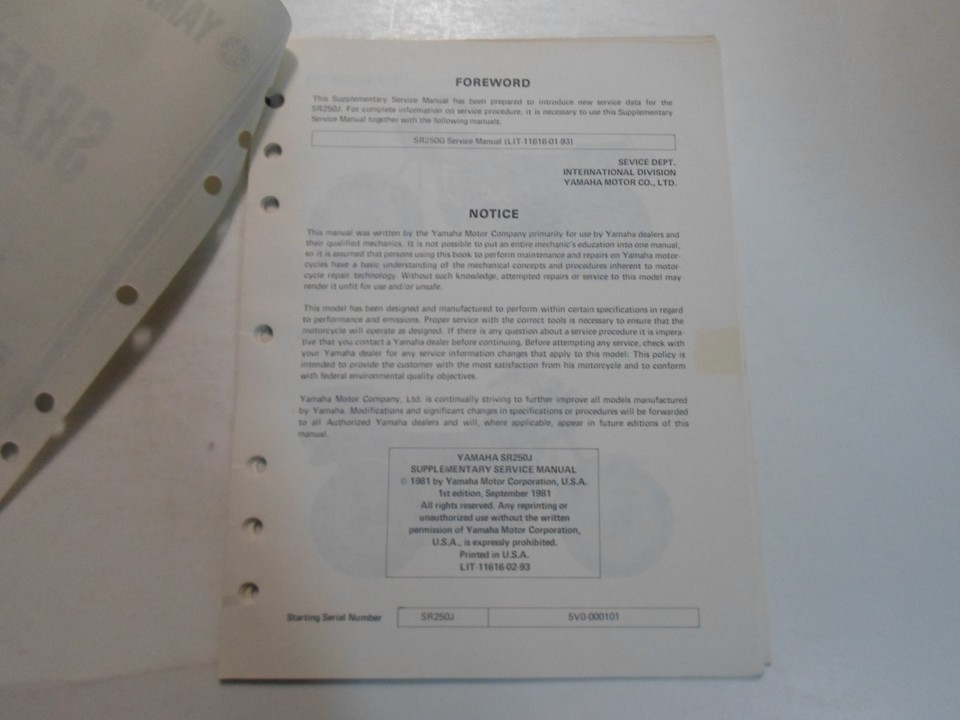 YAMA
SR25
FOREWORD
This Supplementary Service Manual has been prepared to introduce new service data for the
SR250J. For complete information on service procedure, it is necessary to use this Supplementary
Service Manual together with the following manuals:
SR250G Service Manual (LIT-11616-01-93)
SEVICE DEPT.
INTERNATIONAL DIVISION
YAMAHA MOTOR CO., LTD.
NOTICE
This manual was written by the Yamaha Motor Company primarily for use by Yamaha dealers and
their qualified mechanics. It is not possible to put an entire mechanic's education into one manual,
so it is assumed that persons using this book to perform maintenance and repairs on Yamaha motor-
cycles have a basic understanding of the mechanical concepts and procedures inherent to motor-
cycle repair technology. Without such knowledge, attempted repairs or service to this model may
render it unfit for use and/or unsafe.
This model has been designed and manufactured to perform within certain specifications in regard
to performance and emissions. Proper service with the correct tools is necessary to ensure that the
motorcycle will operate as designed. If there is any question about a service procedure it is impera-
tive that you contact a Yamaha dealer before continuing. Before attempting any service, check with
your Yamaha dealer for any service information changes that apply to this model. This policy is
intended to provide the customer with the most satisfaction from his motorcycle and to conform
with federal environmental quality objectives.
Yamaha Motor Company, Ltd. is continually striving to further improve all models manufactured
by Yamaha. Modifications and significant changes in specifications or procedures will be forwarded
to all Authorized Yamaha dealers and will, where applicable, appear in future editions of this
manual.
YAMAHA SR250J
SUPPLEMENTARY SERVICE MANUAL
© 1981 by Yamaha Motor Corporation, U.S.A.
1st edition, September 1981
All rights reserved. Any reprinting or
unauthorized use without the written
permission of Yamaha Motor Corporation,
U.S.A., is expressly prohibited.
Printed in U.S.A.
LIT-11616-02-93
Starting Serial Number SR250J 5V0-000101